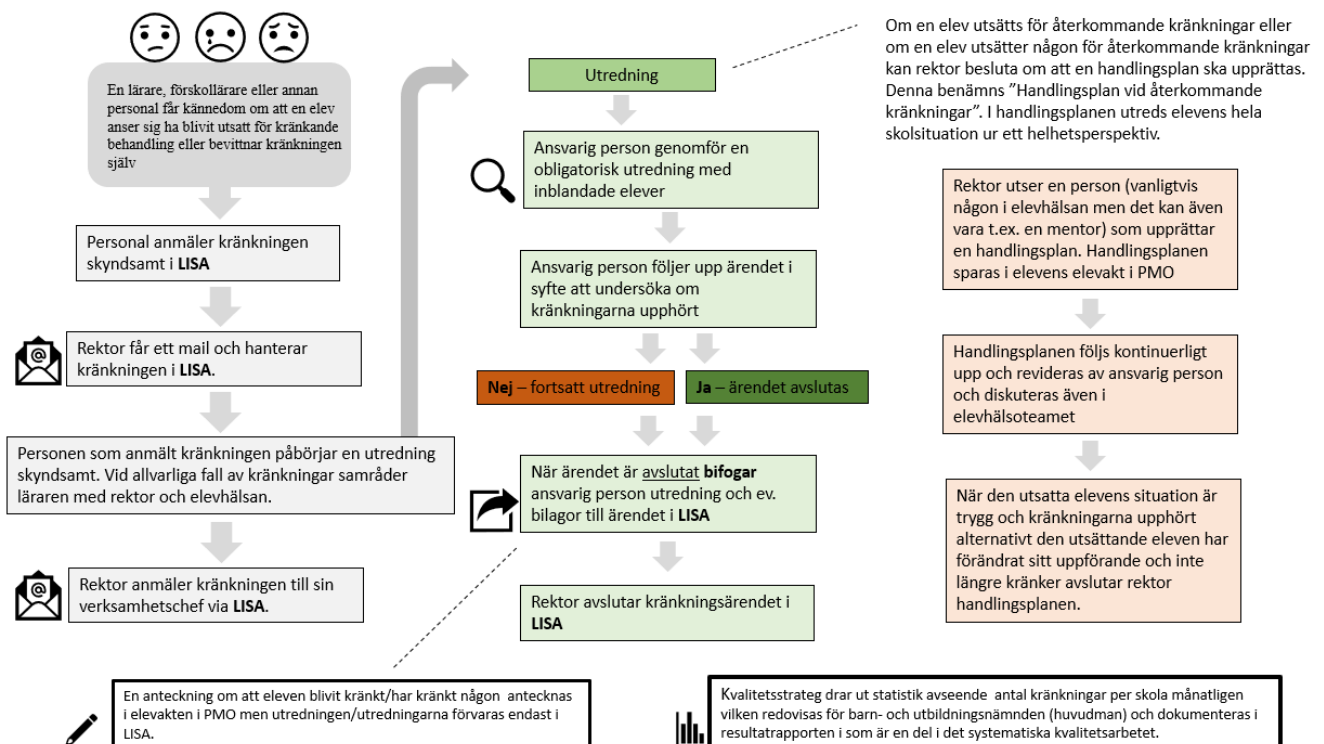 En lärare, förskollärare eller annan
personal får kännedom om att en elev
anser sig ha blivit utsatt för kränkande
behandling eller bevittnar kränkningen
själv
Personal anmäler kränkningen
skyndsamt i LISA
Rektor får ett mail och hanterar
kränkningen i LISA.
Personen som anmält kränkningen påbörjar en utredning
skyndsamt. Vid allvarliga fall av kränkningar samråder
läraren med rektor och elevhälsan.
Rektor anmäler kränkningen till sin
verksamhetschef via LISA.
Utredning
Ansvarig person genomför en
obligatorisk utredning med
inblandade elever
Ansvarig person följer upp ärendet i
syfte att undersöka om
kränkningarna upphört
Nej – fortsatt utredning
Ja – ärendet avslutas
När ärendet är avslutat bifogar
ansvarig person utredning och ev.
bilagor till ärendet i LISA
Rektor avslutar kränkningsärendet i
LISA
Om en elev utsätts för återkommande kränkningar eller
om en elev utsätter någon för återkommande kränkningar
kan rektor besluta om att en handlingsplan ska upprättas.
Denna benämns ”Handlingsplan vid återkommande
kränkningar”. I handlingsplanen utreds elevens hela
skolsituation ur ett helhetsperspektiv.
Rektor utser en person (vanligtvis
någon i elevhälsan men det kan även
vara t.ex. en mentor) som upprättar
en handlingsplan. Handlingsplanen
sparas i elevens elevakt i PMO
Handlingsplanen följs kontinuerligt
upp och revideras av ansvarig person
och diskuteras även i
elevhälsoteamet
När den utsatta elevens situation är
trygg och kränkningarna upphört
alternativt den utsättande eleven har
förändrat sitt uppförande och inte
längre kränker avslutar rektor
handlingsplanen.
En anteckning om att eleven blivit kränkt/har kränkt någon antecknas
i elevakten i PMO men utredningen/utredningarna förvaras endast i
LISA.
Kvalitetsstrateg drar ut statistik avseende antal kränkningar per skola månatligen
vilken redovisas för barn- och utbildningsnämnden (huvudman) och dokumenteras i
resultatrapporten i som är en del i det systematiska kvalitetsarbetet.